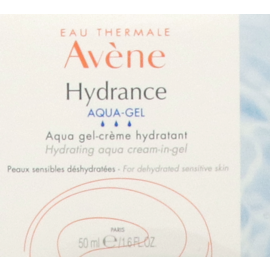 EAU THERMALE
Avène
Hydrance
AQUA-GEL
Aqua gel-crème hydratant
Hydrating aqua cream-in-gel
Peaux sensibles déshydratées - For dehydrated sensitive skin
PARIS
50 ml ℮ /1.6 FL.OZ.